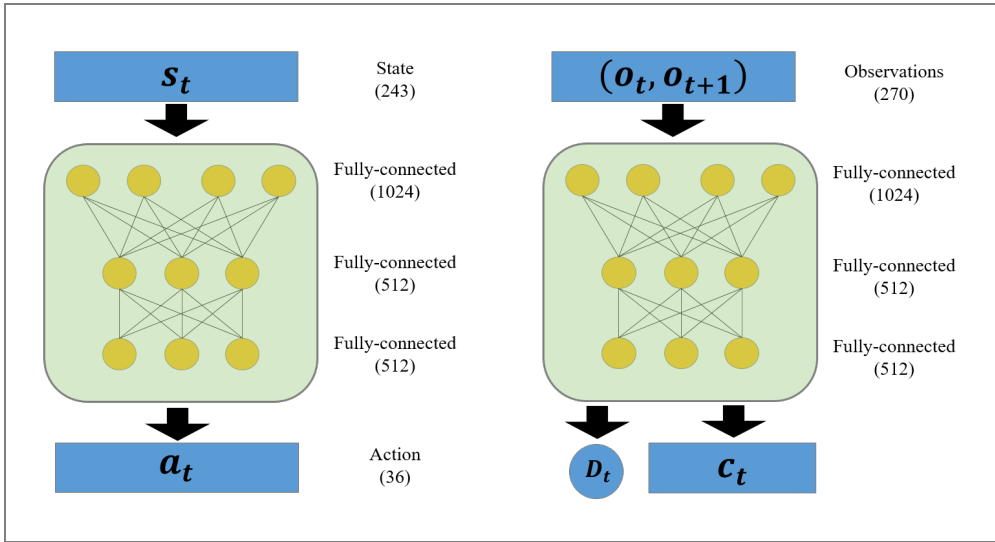 s_t
State
(243)
Fully-connected
(1024)
Fully-connected
(512)
Fully-connected
(512)
a_t
Action
(36)
(o_t, o_{t+1})
Observations
(270)
Fully-connected
(1024)
Fully-connected
(512)
Fully-connected
(512)
D_t
c_t